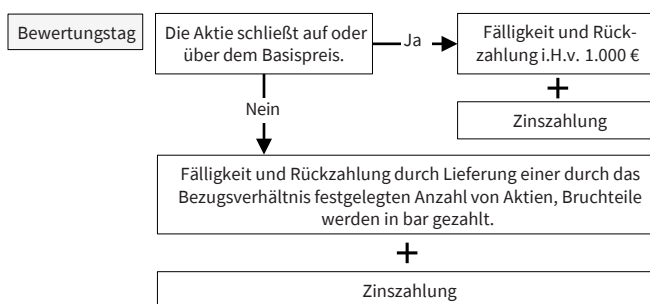 Bewertungstag
Die Aktie schließt auf oder
über dem Basispreis.
Ja
Fälligkeit und Rück-
zahlung i.H.v. 1.000 €
+
Zinszahlung
Nein
Fälligkeit und Rückzahlung durch Lieferung einer durch das
Bezugsverhältnis festgelegten Anzahl von Aktien, Bruchteile
werden in bar gezahlt.
+
Zinszahlung